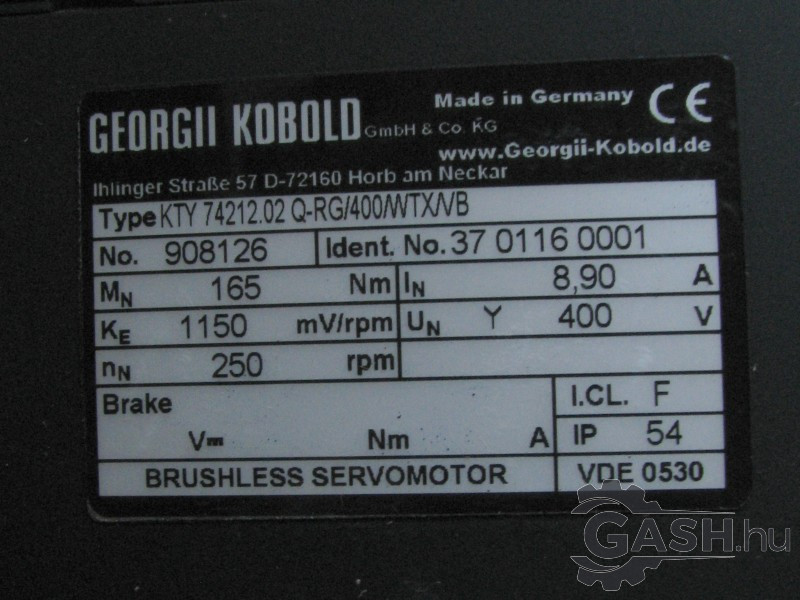 GEORGII KOBOLD GmbH & Co. KG
Made in Germany CE
www.Georgii-Kobold.de
Ihlinger Straße 57 D-72160 Horb am Neckar
Type KTY 74212.02 Q-RG/400/WTX/VB
No. 908126 Ident. No. 37 0116 0001
MN 165 Nm IN 8,90 A
KE 1150 mV/rpm UN Y 400 V
nN 250 rpm
Brake I.CL. F
V Nm A IP 54
BRUSHLESS SERVOMOTOR VDE 0530
GASH.hu